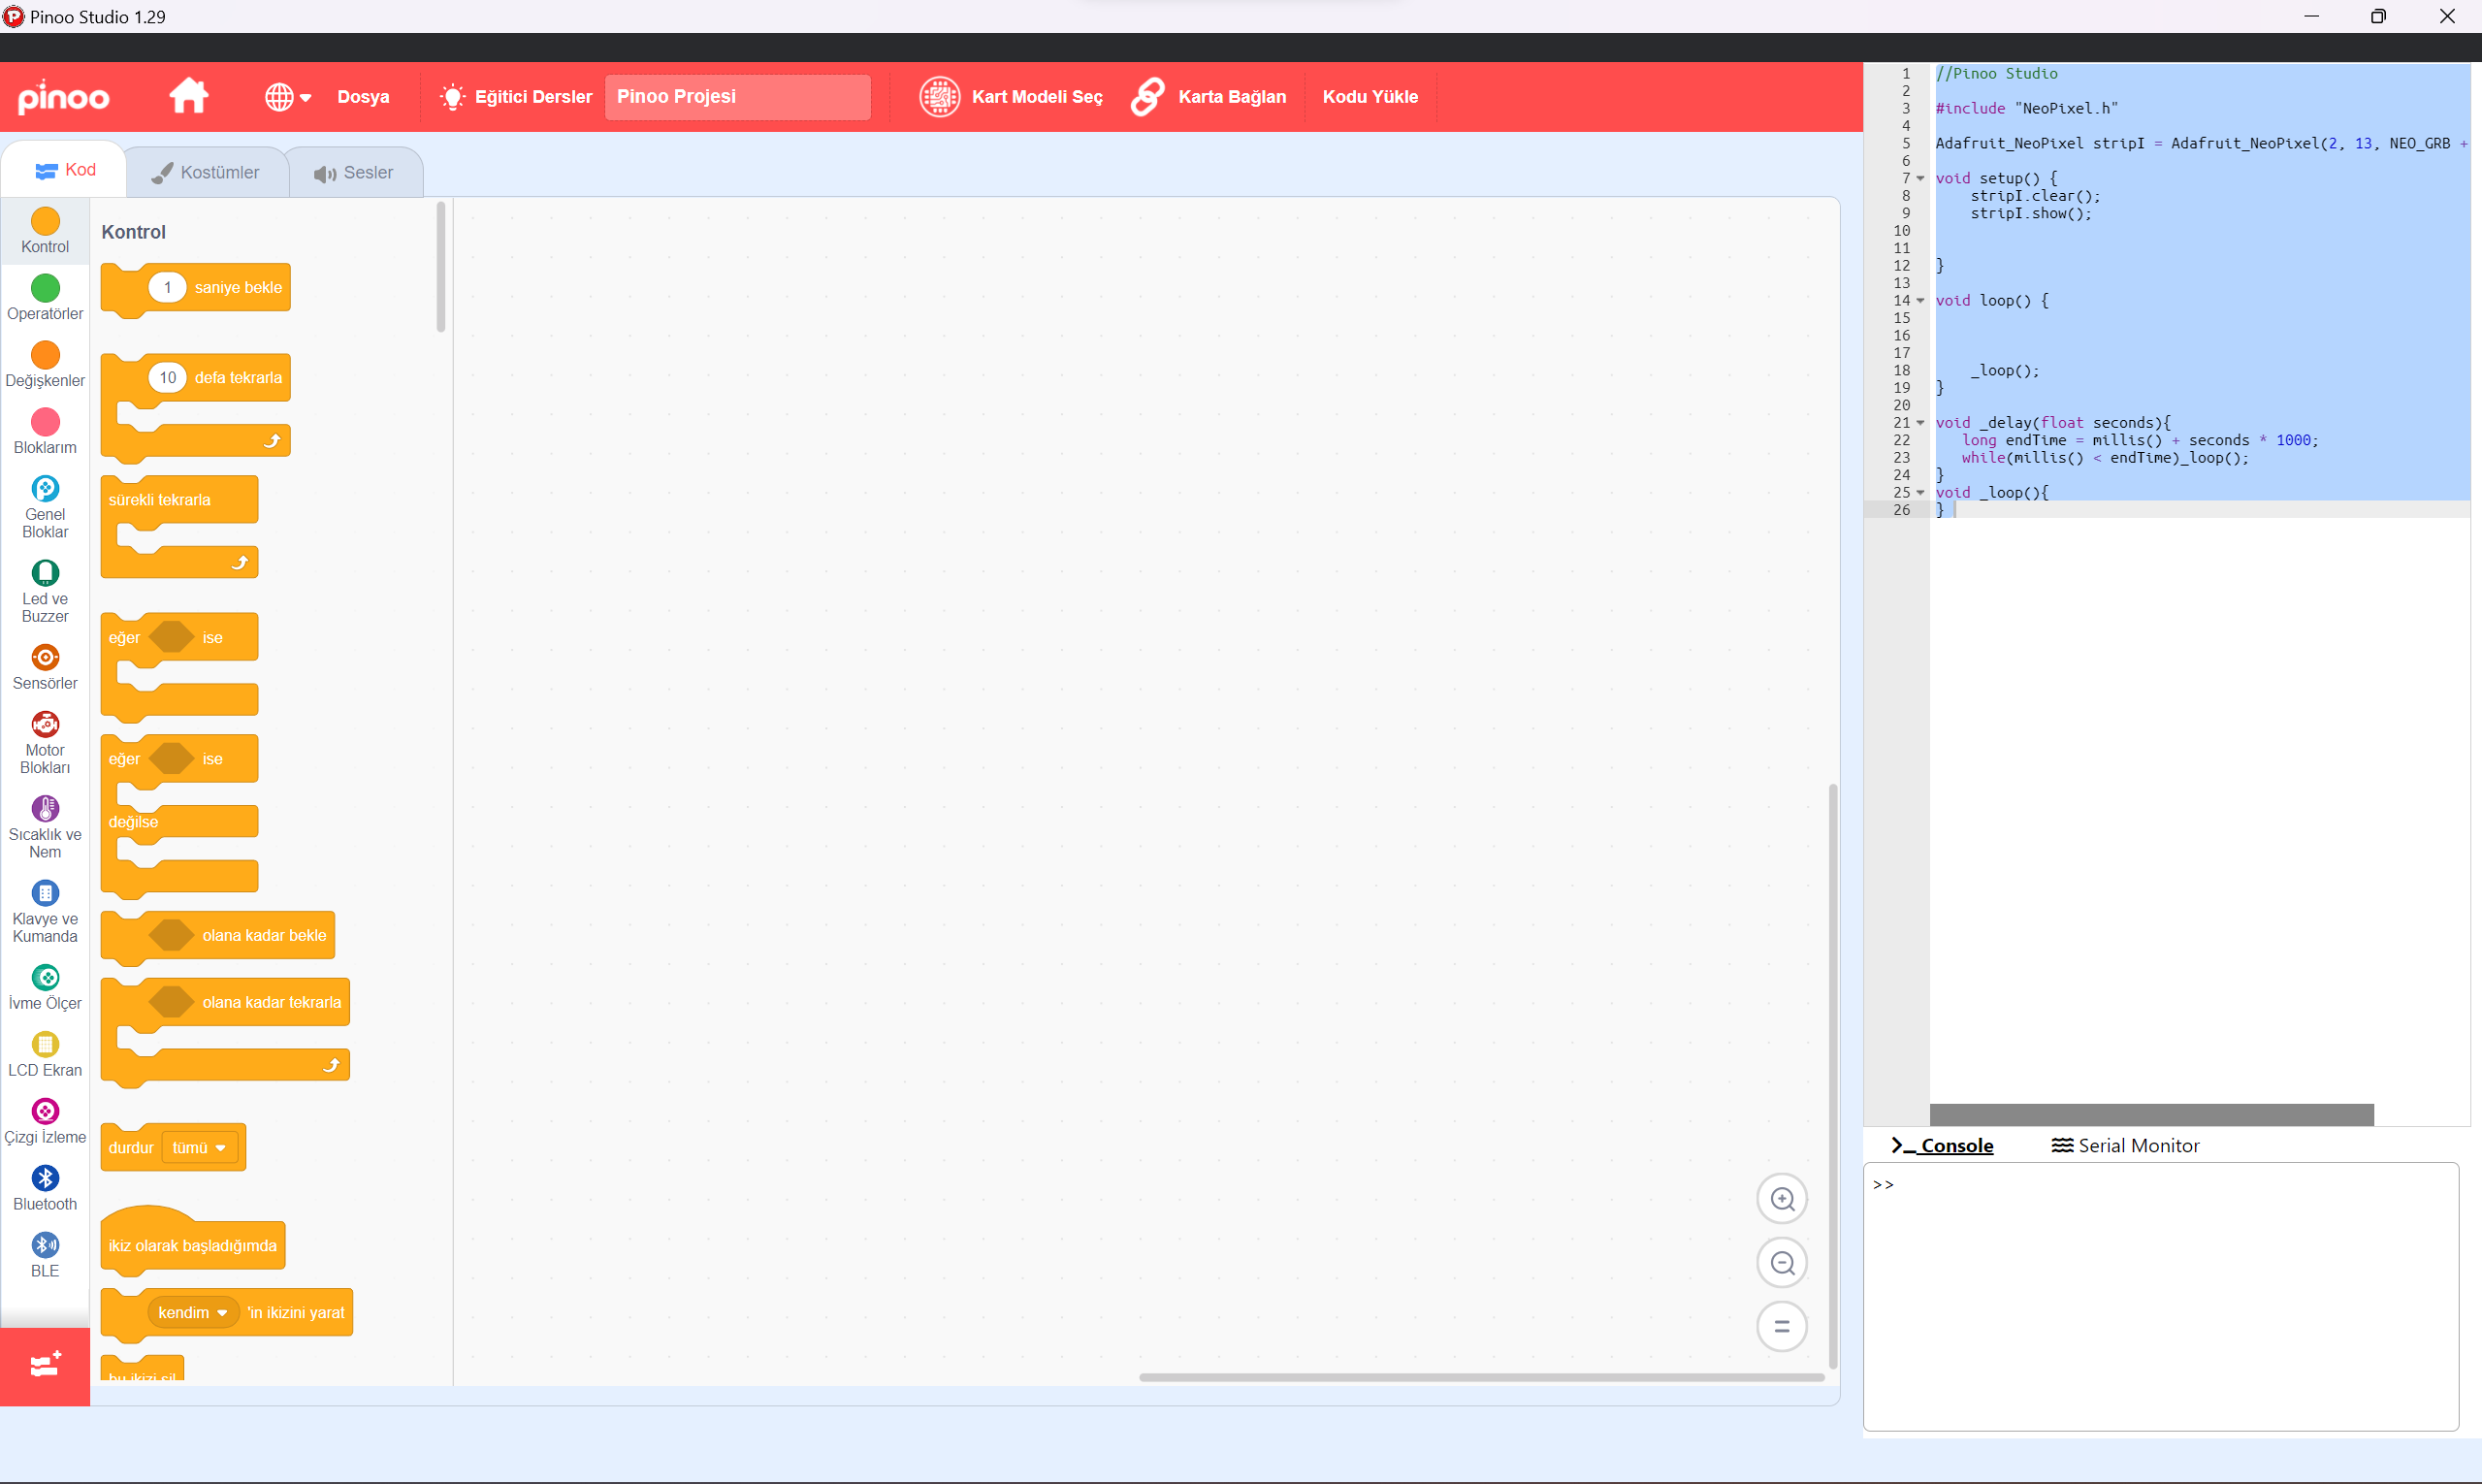 Pinoo Studio 1.29
pinoo
Dosya
Eğitici Dersler
Pinoo Projesi
Kart Modeli Seç
Karta Bağlan
Kodu Yükle
Kod
Kostümler
Sesler
Kontrol
Operatörler
Değişkenler
Bloklarım
Genel
Bloklar
Led ve
Buzzer
Sensörler
Motor
Blokları
Sıcaklık ve
Nem
Klavye ve
Kumanda
İvme Ölçer
LCD Ekran
Çizgi İzleme
Bluetooth
BLE
Kontrol
1 saniye bekle
10 defa tekrarla
sürekli tekrarla
eğer ise
eğer ise
değilse
olana kadar bekle
olana kadar tekrarla
durdur tümü
ikiz olarak başladığımda
kendim 'in ikizini yarat
bu ikizi sil
1 //Pinoo Studio
2
3 #include "NeoPixel.h"
4
5 Adafruit_NeoPixel stripI = Adafruit_NeoPixel(2, 13, NEO_GRB +
6
7 void setup() {
8 stripI.clear();
9 stripI.show();
10
11
12 }
13
14 void loop() {
15
16
17
18 _loop();
19 }
20
21 void _delay(float seconds){
22 long endTime = millis() + seconds * 1000;
23 while(millis() < endTime)_loop();
24 }
25 void _loop(){
26 }
>_ Console
Serial Monitor
>>